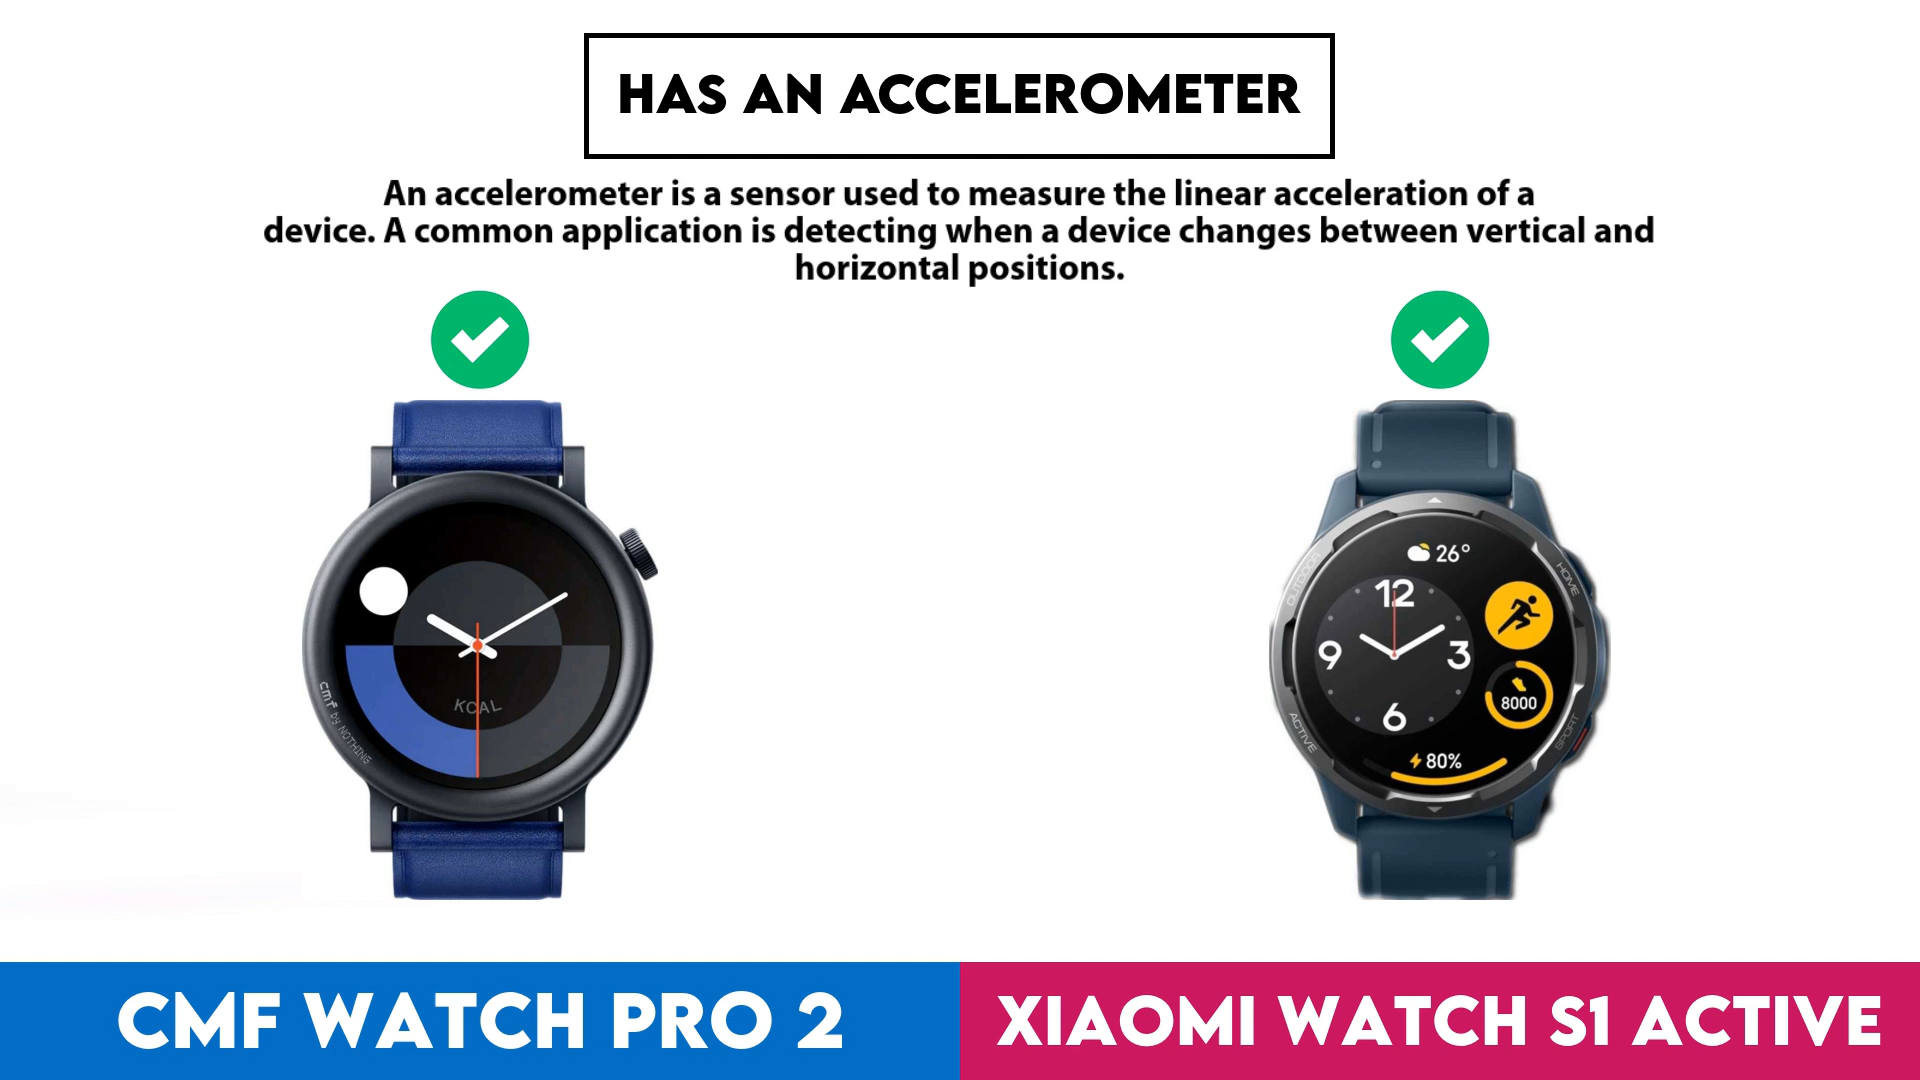 HAS AN ACCELEROMETER
An accelerometer is a sensor used to measure the linear acceleration of a
device. A common application is detecting when a device changes between vertical and
horizontal positions.
KCAL
cmf by NOTHING
OUTDOOR
HOME
26°
12
9
3
6
8000
80%
ACTIVE
SPORT
CMF WATCH PRO 2
XIAOMI WATCH S1 ACTIVE